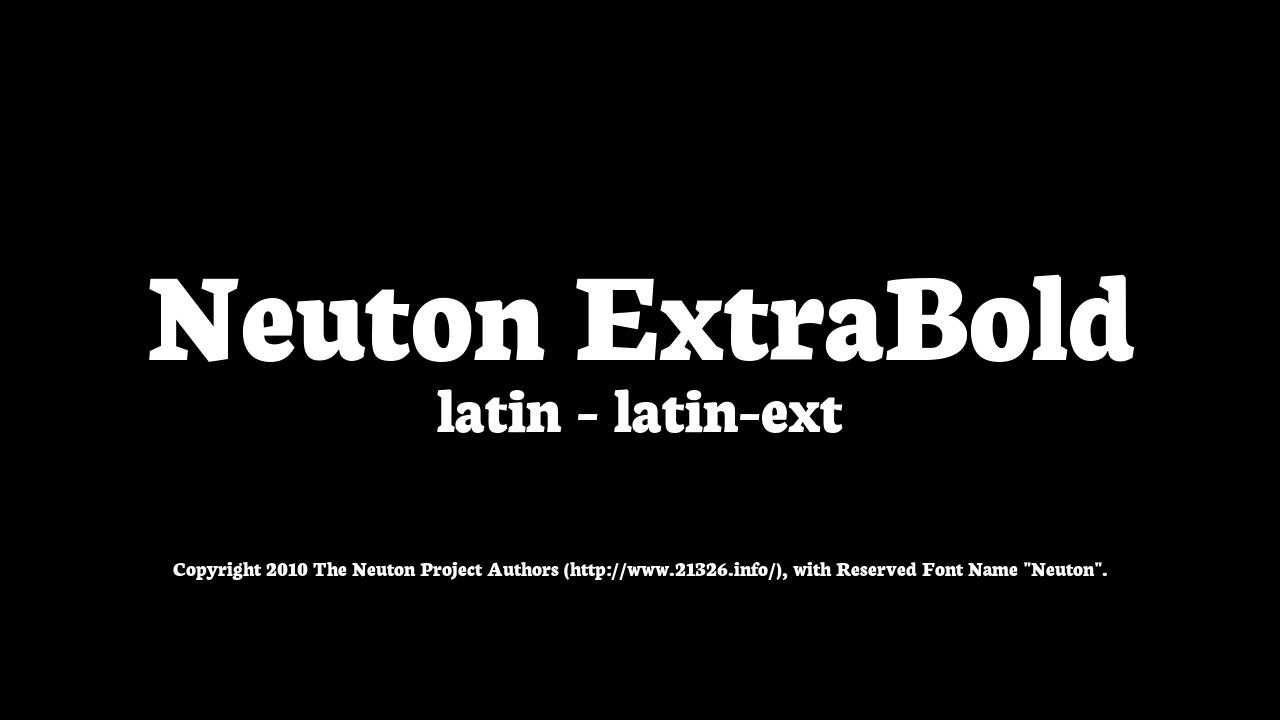 Neuton ExtraBold
latin - latin-ext
Copyright 2010 The Neuton Project Authors (http://www.21326.info/), with Reserved Font Name "Neuton".